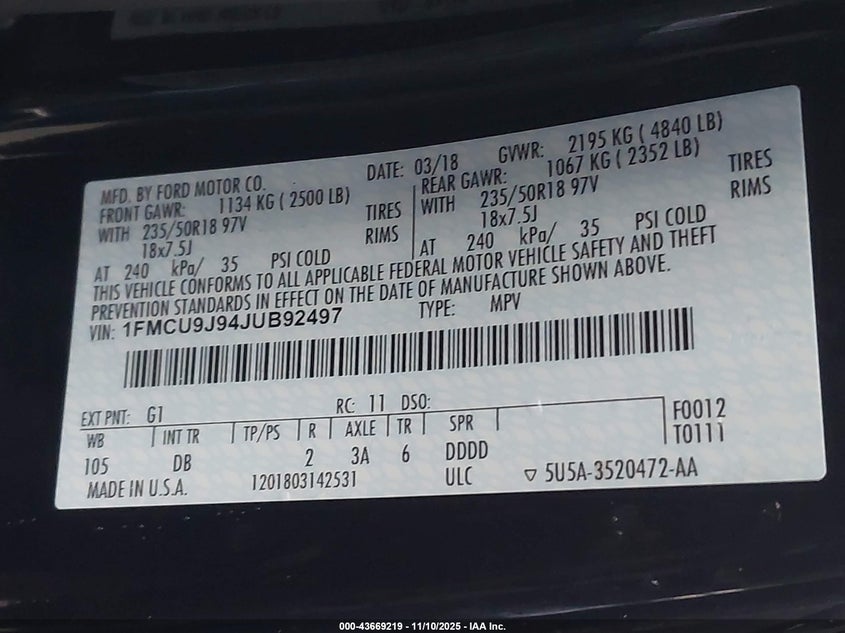 MFD. BY FORD MOTOR CO. DATE: 03/18 GVWR: 2195 KG ( 4840 LB)
FRONT GAWR: 1134 KG ( 2500 LB) REAR GAWR: 1067 KG ( 2352 LB)
WITH 235/50R18 97V TIRES WITH 235/50R18 97V TIRES
18x7.5J RIMS 18x7.5J RIMS
AT 240 kPa/ 35 PSI COLD AT 240 kPa/ 35 PSI COLD
THIS VEHICLE CONFORMS TO ALL APPLICABLE FEDERAL MOTOR VEHICLE SAFETY AND THEFT
PREVENTION STANDARDS IN EFFECT ON THE DATE OF MANUFACTURE SHOWN ABOVE.
VIN: 1FMCU9J94JUB92497 TYPE: MPV
EXT PNT: G1 RC: 11 DSO: F0012
WB INT TR TP/PS R AXLE TR SPR T0111
105 DB 2 3A 6 DDDD
MADE IN U.S.A. 1201803142531 ULC ▽ 5U5A-3520472-AA
000-43669219 - 11/10/2025 - IAA Inc.